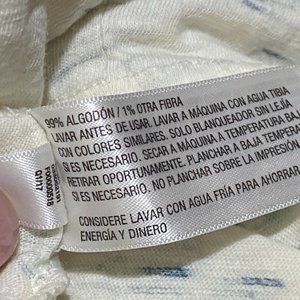 99% ALGODÓN / 1% OTRA FIBRA
LAVAR ANTES DE USAR. LAVAR A MÁQUINA CON AGUA TIBIA
CON COLORES SIMILARES. SOLO BLANQUEADOR SIN LEJÍA
SI ES NECESARIO. SECAR A MÁQUINA A TEMPERATURA BAJA
RETIRAR OPORTUNAMENTE. PLANCHAR A BAJA TEMP
SI ES NECESARIO. NO PLANCHAR SOBRE LA IMPRESIÓN
CONSIDERE LAVAR CON AGUA FRÍA PARA AHORRAR
ENERGÍA Y DINERO